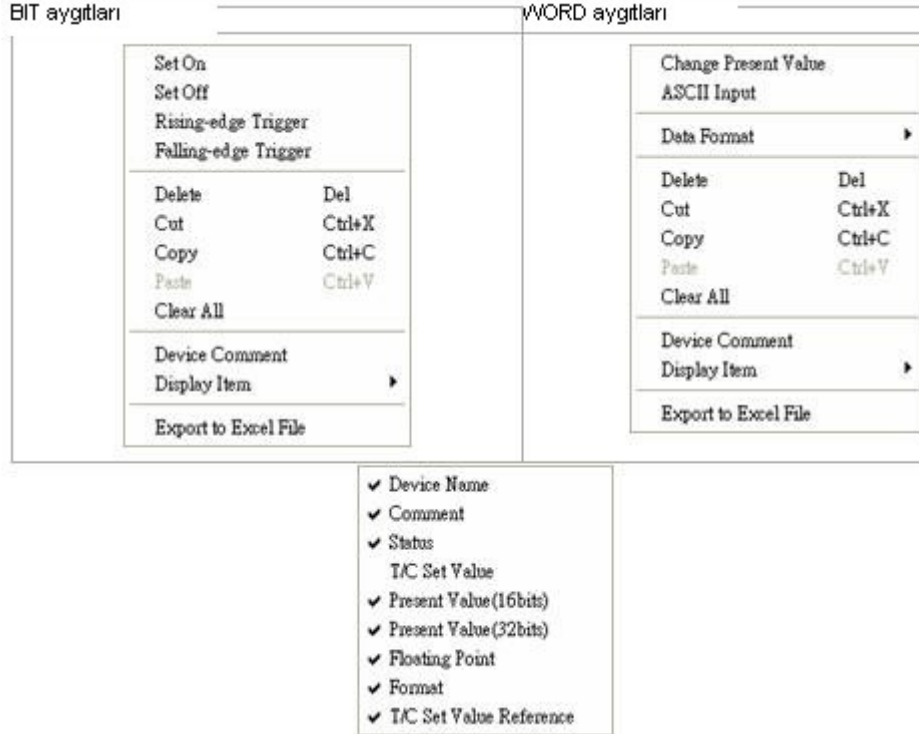 BIT aygıtları
Set On
Set Off
Rising-edge Trigger
Falling-edge Trigger
Delete Del
Cut Ctrl+X
Copy Ctrl+C
Paste Ctrl+V
Clear All
Device Comment
Display Item
Export to Excel File
WORD aygıtları
Change Present Value
ASCII Input
Data Format
Delete Del
Cut Ctrl+X
Copy Ctrl+C
Paste Ctrl+V
Clear All
Device Comment
Display Item
Export to Excel File
Device Name
Comment
Status
T/C Set Value
Present Value(16bits)
Present Value(32bits)
Floating Point
Format
T/C Set Value Reference